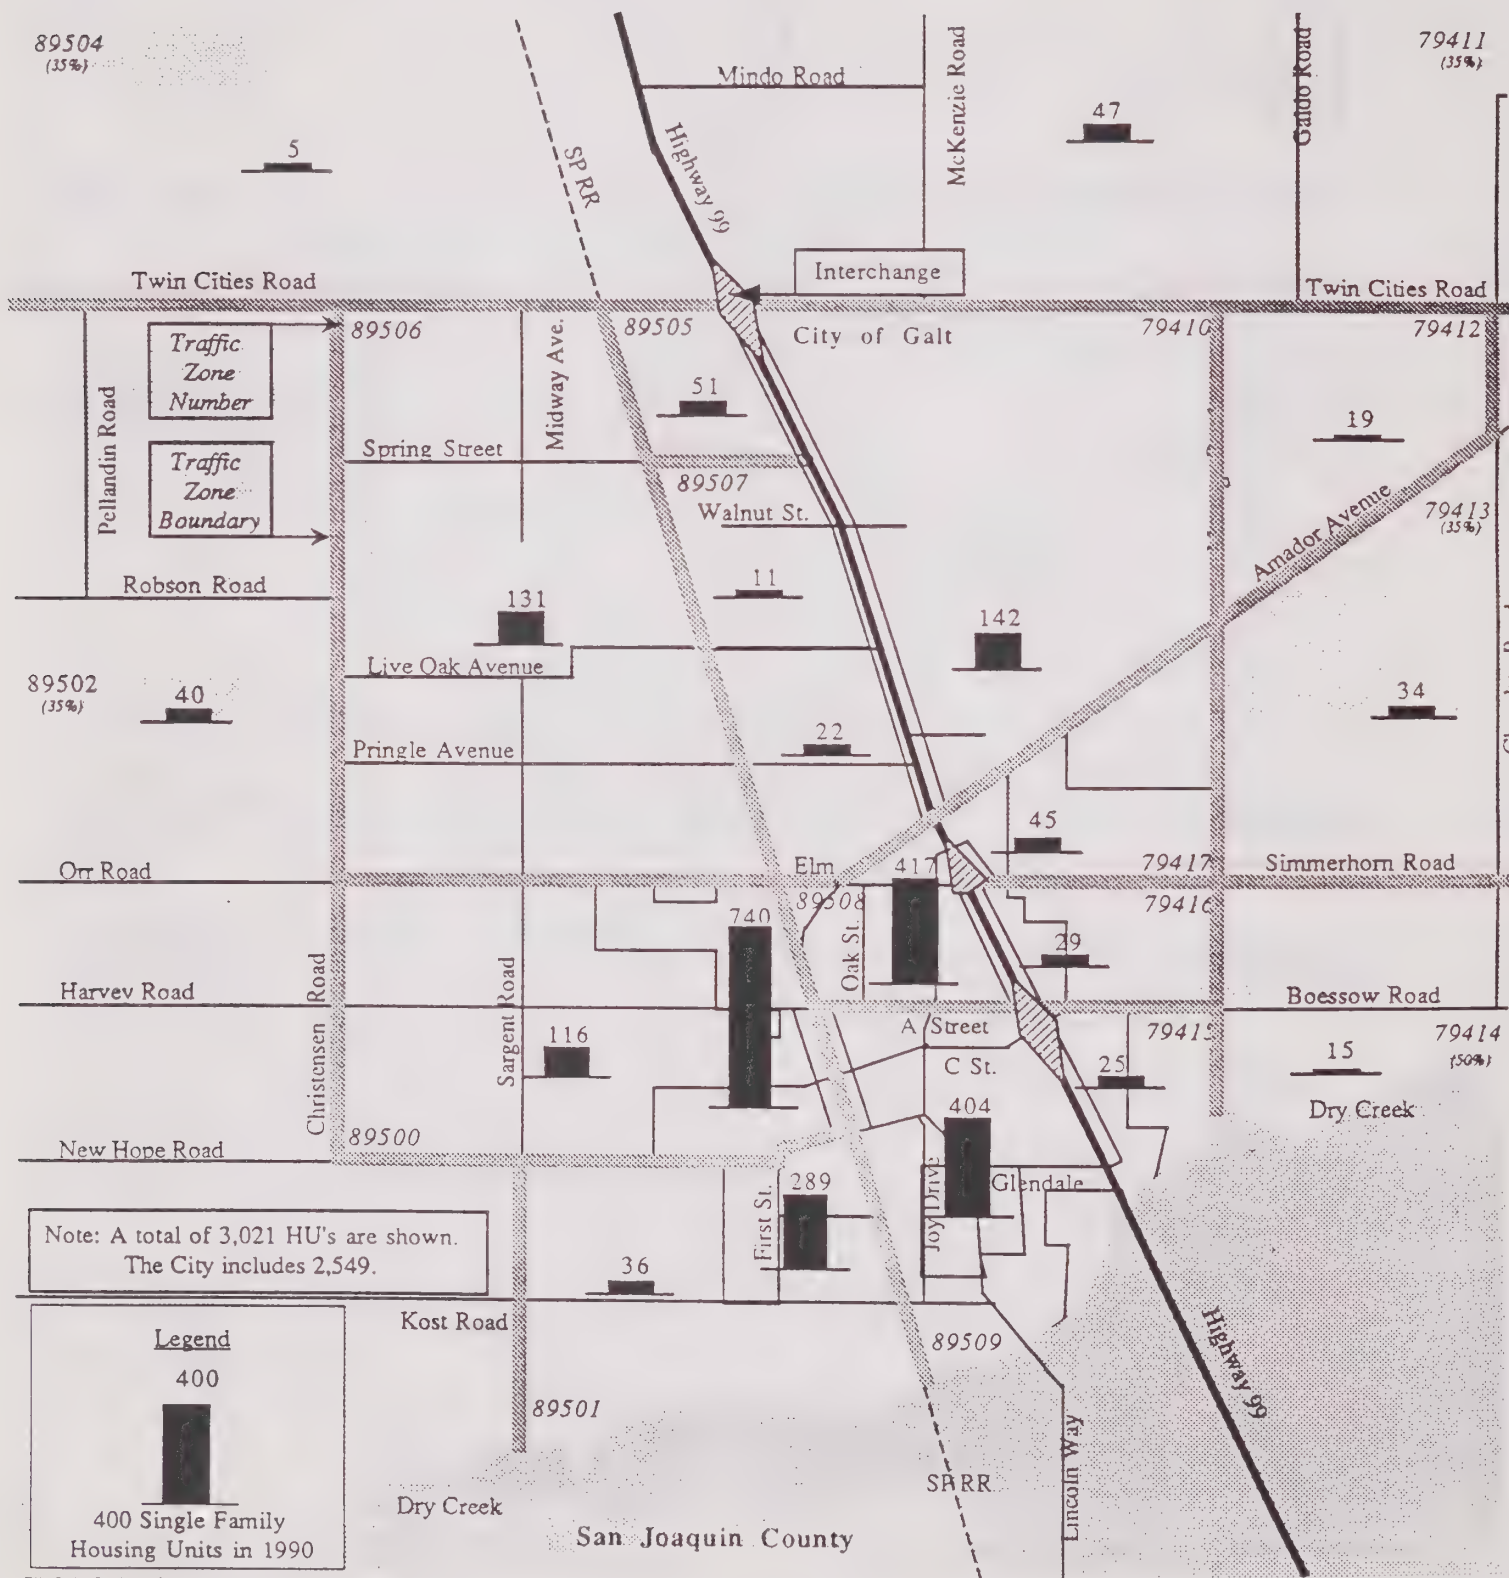 89504
(35%)
5
SP RR
Mindo Road
Highway 99
McKenzie Road
47
Galdo Road
79411
(35%)
Interchange
Twin Cities Road
Twin Cities Road
89506
Midway Ave.
89505
City of Galt
79410
79412
Traffic
Zone
Number
Pellandin Road
51
19
Spring Street
Traffic
Zone
Boundary
89507
Walnut St.
Amador Avenue
79413
(35%)
Robson Road
131
11
142
Live Oak Avenue
89502
(35%)
40
34
Pringle Avenue
22
45
Orr Road
Elm
417
79417
Simmerhorn Road
89508
740
Oak St.
79416
29
Harvey Road
Christensen Road
Sargent Road
Boessow Road
A Street
79415
79414
(50%)
116
C St.
25
15
404
Dry Creek
New Hope Road
89500
289
First St.
Joy Drive
Glendale
Note: A total of 3,021 HU's are shown.
The City includes 2,549.
36
Kost Road
89509
Highway 99
Legend
400
400 Single Family
Housing Units in 1990
89501
Dry Creek
SP RR
Lincoln Way
San Joaquin County